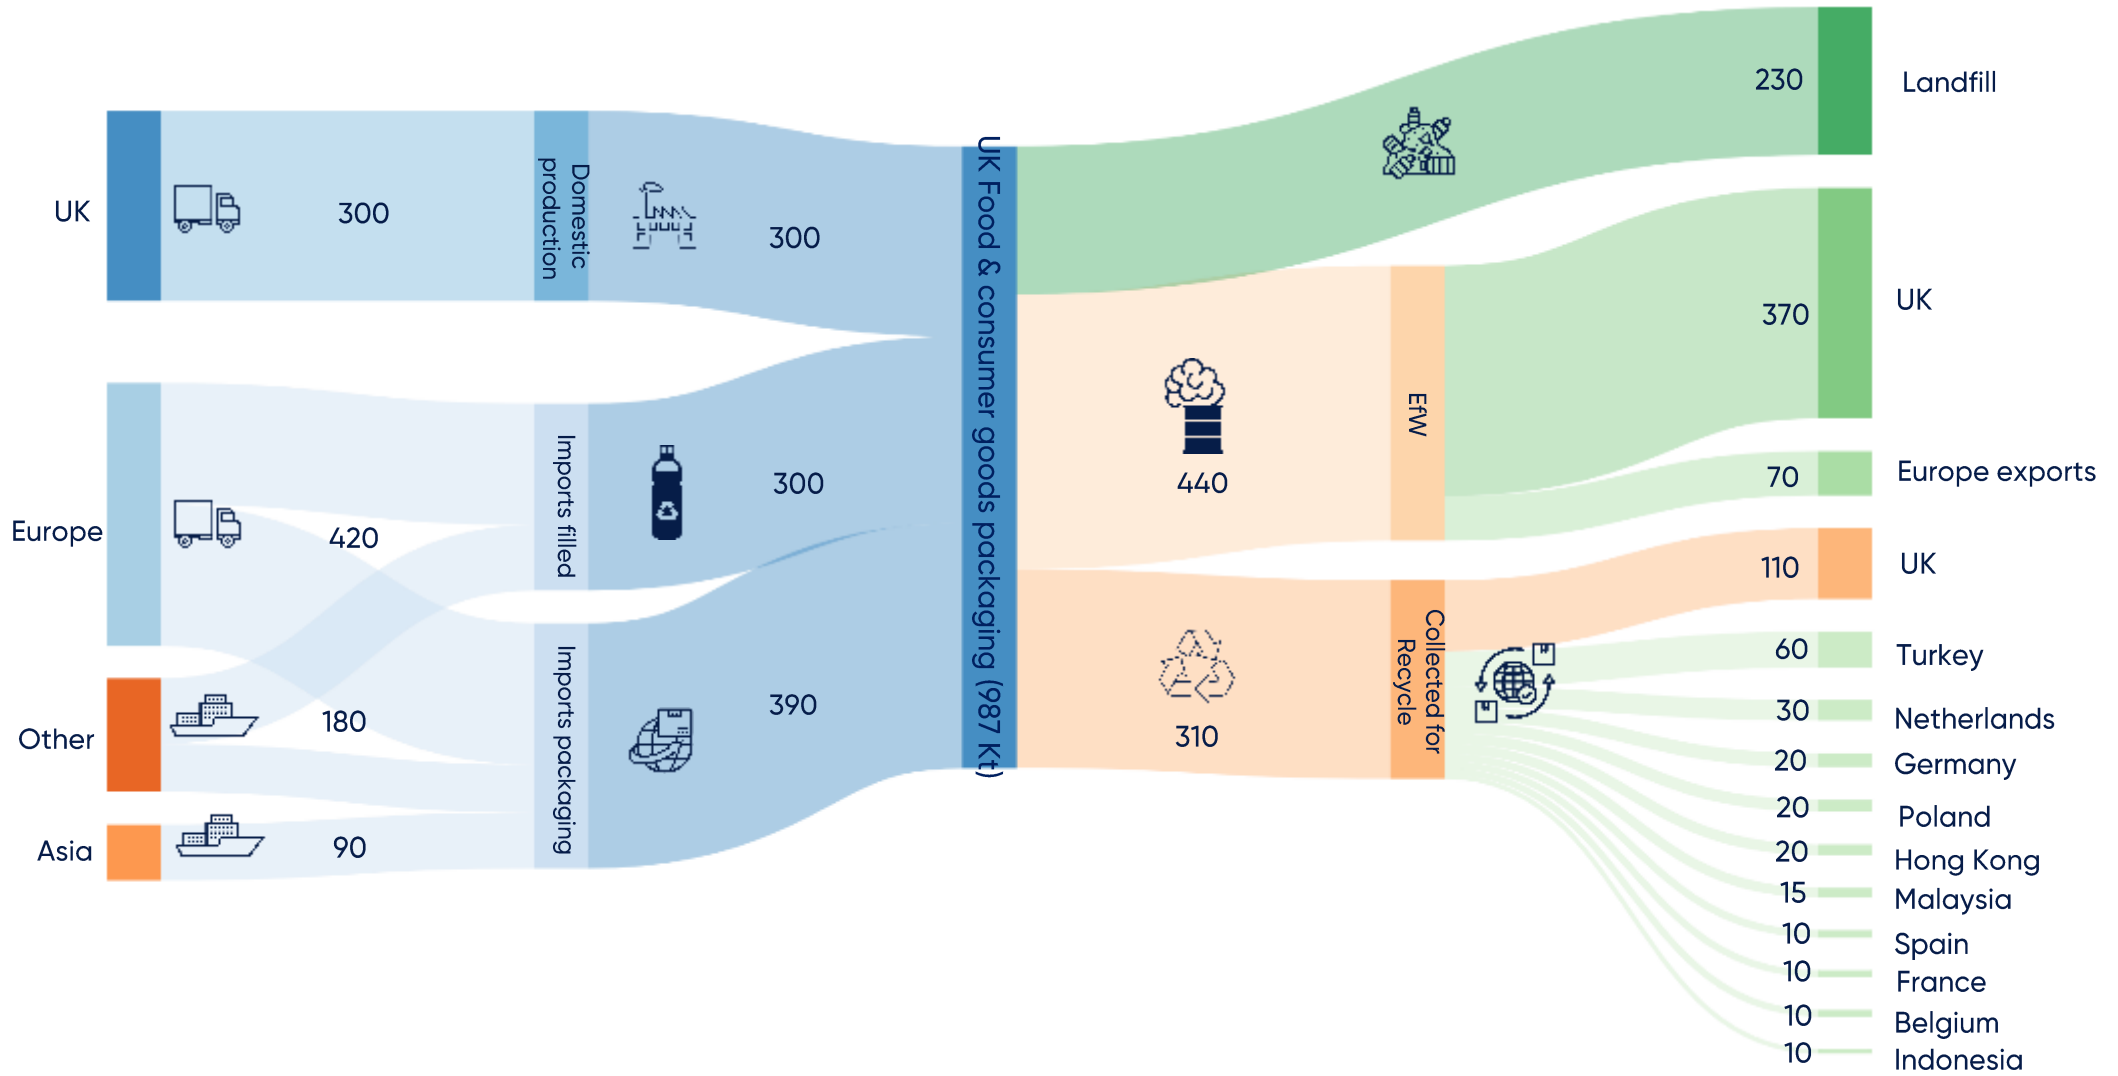 UK
300
Domestic
production
300
Europe
420
Imports filled
300
Other
180
Imports packaging
390
Asia
90
UK Food & consumer goods packaging (987 Kt)
230
Landfill
EfW
440
370
UK
70
Europe exports
Collected for
Recycle
310
110
UK
60
Turkey
30
Netherlands
20
Germany
20
Poland
20
Hong Kong
15
Malaysia
10
Spain
10
France
10
Belgium
10
Indonesia